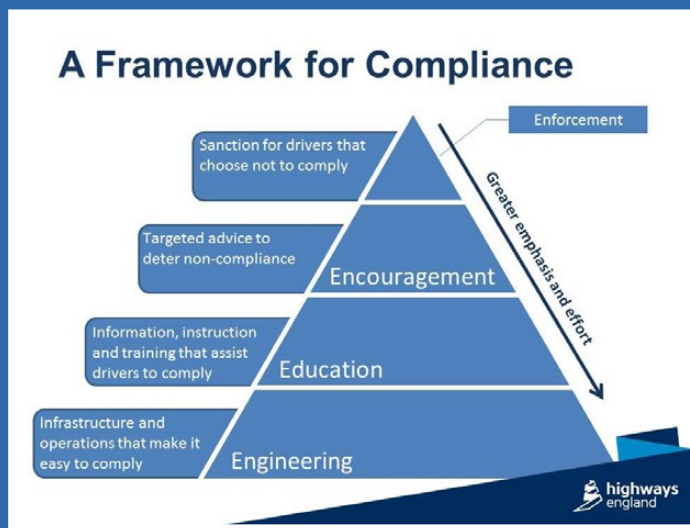 A Framework for Compliance
Enforcement
Sanction for drivers that
choose not to comply
Greater emphasis and effort
Targeted advice to
deter non-compliance
Encouragement
Information, instruction
and training that assist
drivers to comply
Education
Infrastructure and
operations that make it
easy to comply
Engineering
highways
england